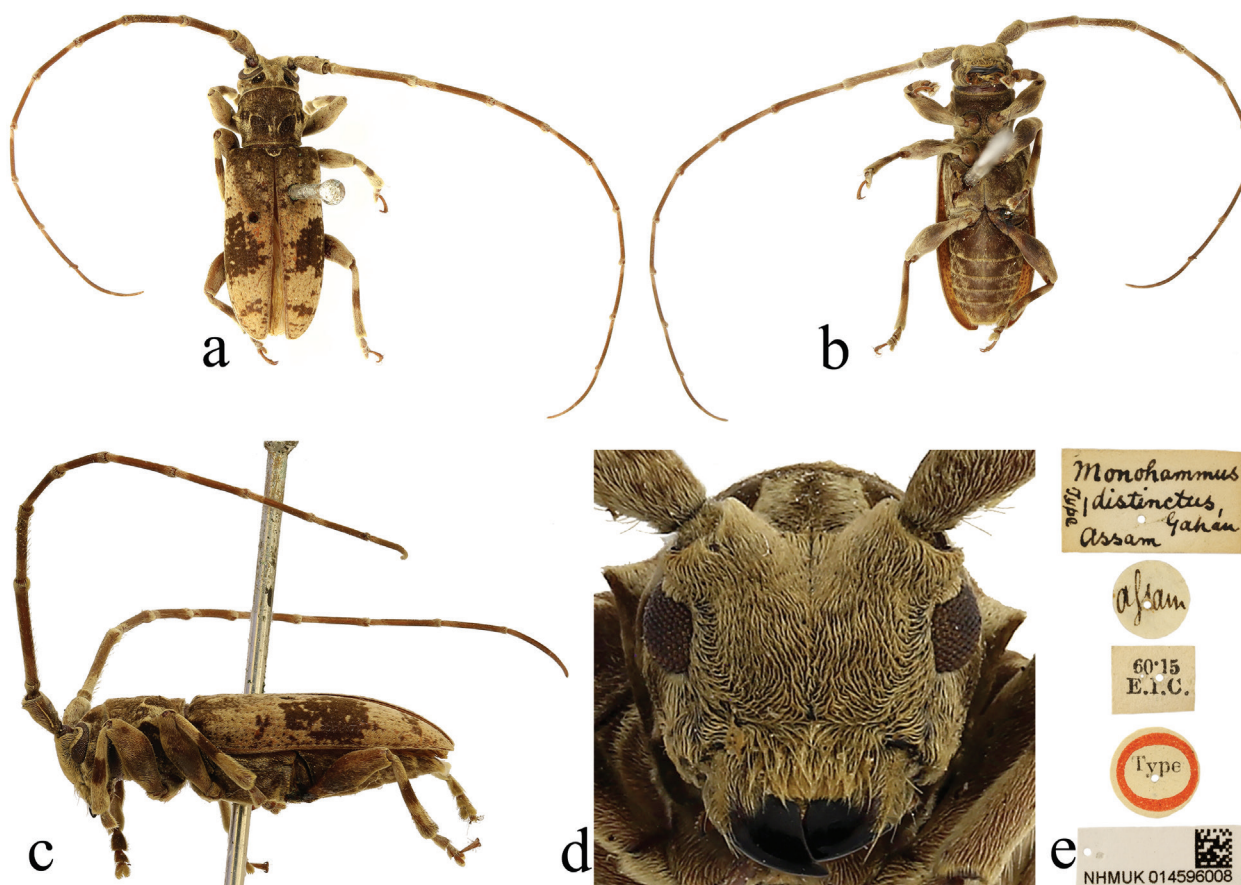 a
b
c
d
e
Monohammus
Type
distinctus,
Gahan
Assam
Assam
60·15
E.I.C.
Type
NHMUK 014596008